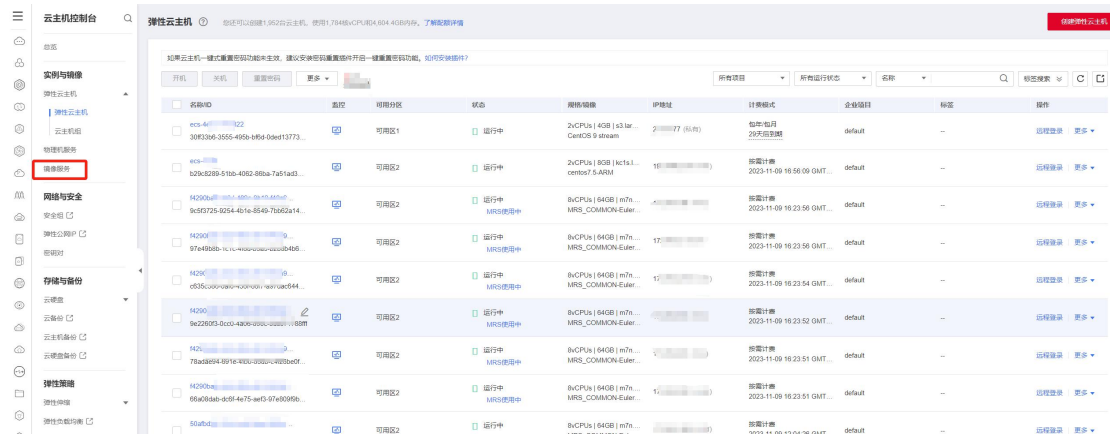 云主机控制台
总览
实例与镜像
弹性云主机
弹性云主机
云主机组
物理机服务
镜像服务
网络与安全
安全组
弹性公网IP
密钥对
存储与备份
云硬盘
云备份
云主机备份
云硬盘备份
弹性策略
弹性伸缩
弹性负载均衡
弹性云主机
您还可以创建1,952台云主机，使用1,784核vCPU和4,604.4GB内存。了解配额详情
创建弹性云主机
如果云主机一键式重置密码功能未生效，建议安装密码重置插件开启一键重置密码功能。如何安装插件?
开机 关机 重置密码 更多 所有项目 所有运行状态 名称 标签搜索
名称/ID 监控 可用分区 状态 规格/镜像 IP地址 计费模式 企业项目 标签 操作
可用区1 运行中 2vCPUs | 4GB | s3.lar... (私有) 包年/包月 default -- 远程登录 更多
30ff33b6-3555-495b-bf6d-0ded13773... CentOS 9 stream 29天后到期
ecs- 可用区2 运行中 2vCPUs | 8GB | kc1s.l... 按需计费 default -- 远程登录 更多
b29c8289-51bb-4062-86ba-7a51ad3... centos7.5-ARM 2023-11-09 16:56:09 GMT...
可用区2 运行中 8vCPUs | 64GB | m7n.... 按需计费 default -- 远程登录 更多
9c5f3725-9254-4b1e-8549-7bb62a14... MRS使用中 MRS_COMMON-Euler... 2023-11-09 16:23:56 GMT...
可用区2 运行中 8vCPUs | 64GB | m7n.... 按需计费 default -- 远程登录 更多
MRS使用中 MRS_COMMON-Euler... 2023-11-09 16:23:56 GMT...
可用区2 运行中 8vCPUs | 64GB | m7n.... 按需计费 default -- 远程登录 更多
MRS使用中 MRS_COMMON-Euler... 2023-11-09 16:23:54 GMT...
f4290 可用区2 运行中 8vCPUs | 64GB | m7n.... 按需计费 default -- 远程登录 更多
MRS使用中 MRS_COMMON-Euler... 2023-11-09 16:23:52 GMT...
可用区2 运行中 8vCPUs | 64GB | m7n.... 按需计费 default -- 远程登录 更多
MRS使用中 MRS_COMMON-Euler... 2023-11-09 16:23:51 GMT...
f4290ba 可用区2 运行中 8vCPUs | 64GB | m7n.... 按需计费 default -- 远程登录 更多
66a08dab-dc6f-4e75-aef3-97e609f9b... MRS使用中 MRS_COMMON-Euler... 2023-11-09 16:23:51 GMT...
可用区2 运行中 8vCPUs | 64GB | m7n.... 按需计费 default -- 远程登录 更多